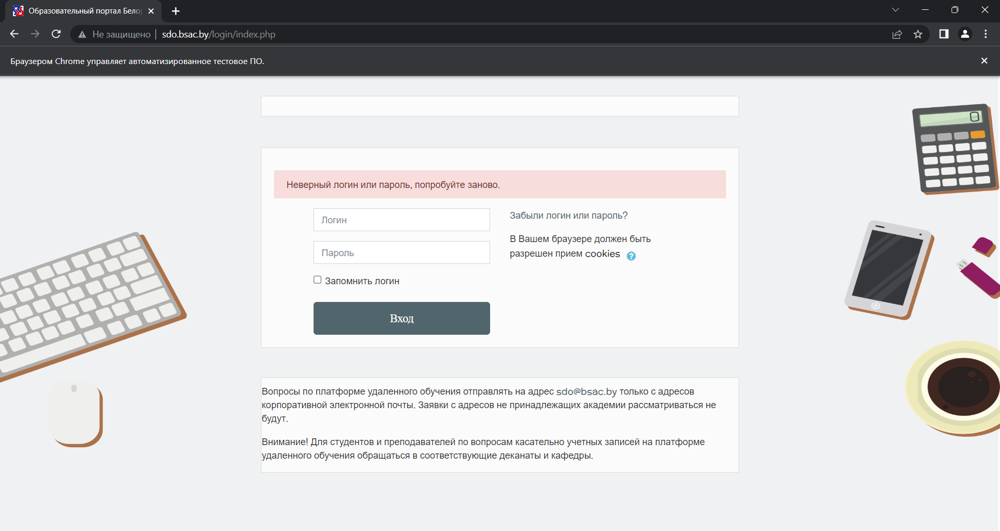 Образовательный портал Бело
Не защищено
sdo.bsac.by/login/index.php
Браузером Chrome управляет автоматизированное тестовое ПО.
0
Неверный логин или пароль, попробуйте заново.
Логин
Забыли логин или пароль?
Пароль
В Вашем браузере должен быть
разрешен прием cookies ?
Запомнить логин
Вход
Вопросы по платформе удаленного обучения отправлять на адрес sdo@bsac.by только с адресов
корпоративной электронной почты. Заявки с адресов не принадлежащих академии рассматриваться не
будут.
Внимание! Для студентов и преподавателей по вопросам касательно учетных записей на платформе
удаленного обучения обращаться в соответствующие деканаты и кафедры.